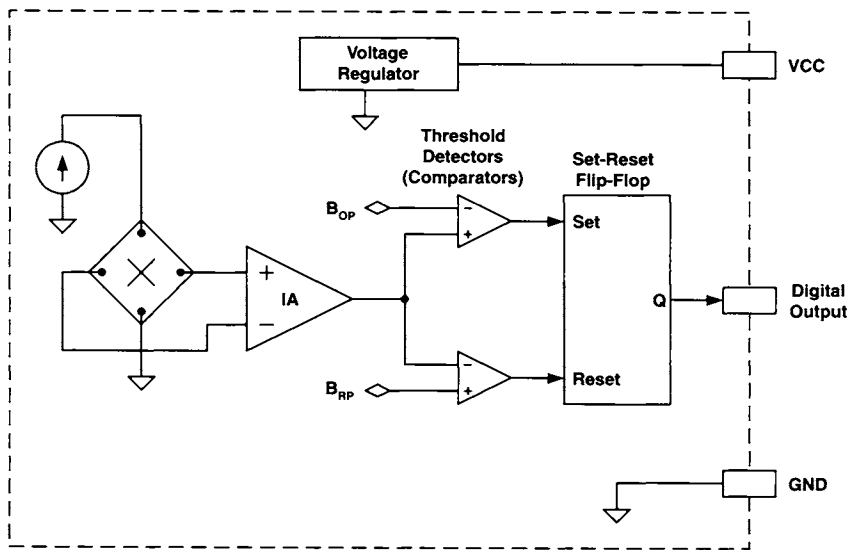 Voltage
Regulator
VCC
Threshold
Detectors
(Comparators)
Set-Reset
Flip-Flop
B_OP
−
+
Set
+
IA
−
Q
Digital
Output
B_RP
−
+
Reset
GND